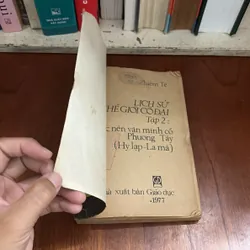 LỊCH SỬ
THẾ GIỚI CỔ ĐẠI
Tập 2:
nền văn minh cổ
Phương Tây
(Hy lạp - La mã)
xuất bản Giáo dục
1977